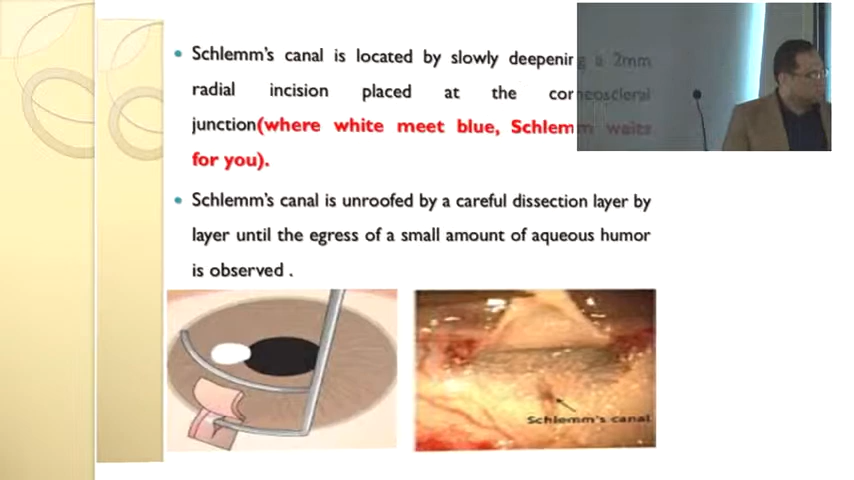 Schlemm's canal is located by slowly deepening a 2mm
radial incision placed at the corneoscleral
junction(where white meet blue, Schlemm waits
for you).
Schlemm's canal is unroofed by a careful dissection layer by
layer until the egress of a small amount of aqueous humor
is observed .
Schlemm's canal